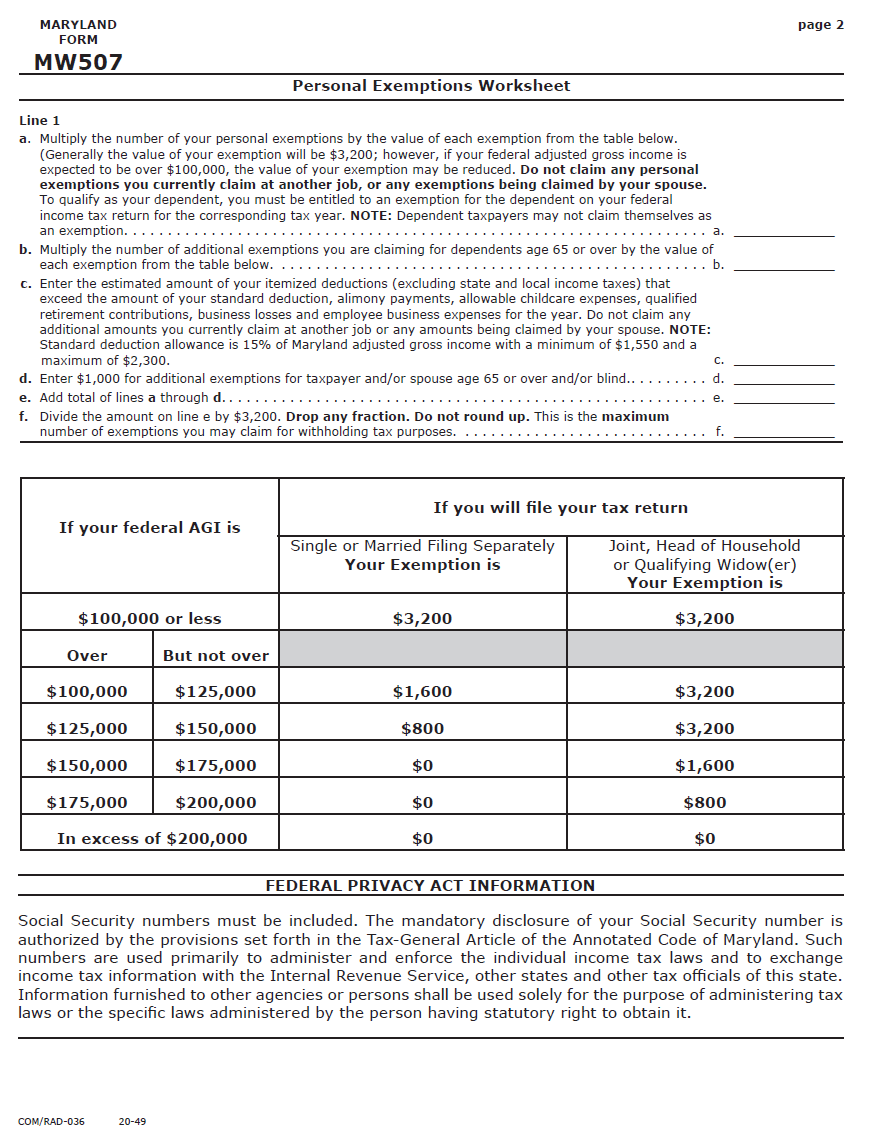 MARYLAND
FORM
MW507
page 2
Personal Exemptions Worksheet
Line 1
a. Multiply the number of your personal exemptions by the value of each exemption from the table below.
(Generally the value of your exemption will be $3,200; however, if your federal adjusted gross income is
expected to be over $100,000, the value of your exemption may be reduced. Do not claim any personal
exemptions you currently claim at another job, or any exemptions being claimed by your spouse.
To qualify as your dependent, you must be entitled to an exemption for the dependent on your federal
income tax return for the corresponding tax year. NOTE: Dependent taxpayers may not claim themselves as
an exemption. . . . . . . . . . . . . . . . . . . . . . . . . . . . . . . . . . . . . . . . . . . . . . . . . . . . . . . . . . . . . . . . . . a. ______________
b. Multiply the number of additional exemptions you are claiming for dependents age 65 or over by the value of
each exemption from the table below. . . . . . . . . . . . . . . . . . . . . . . . . . . . . . . . . . . . . . . . . . . . . . . . . b. ______________
c. Enter the estimated amount of your itemized deductions (excluding state and local income taxes) that
exceed the amount of your standard deduction, alimony payments, allowable childcare expenses, qualified
retirement contributions, business losses and employee business expenses for the year. Do not claim any
additional amounts you currently claim at another job or any amounts being claimed by your spouse. NOTE:
Standard deduction allowance is 15% of Maryland adjusted gross income with a minimum of $1,550 and a
maximum of $2,300. c. ______________
d. Enter $1,000 for additional exemptions for taxpayer and/or spouse age 65 or over and/or blind.. . . . . . . . . d. ______________
e. Add total of lines a through d. . . . . . . . . . . . . . . . . . . . . . . . . . . . . . . . . . . . . . . . . . . . . . . . . . . . . . . e. ______________
f. Divide the amount on line e by $3,200. Drop any fraction. Do not round up. This is the maximum
number of exemptions you may claim for withholding tax purposes. . . . . . . . . . . . . . . . . . . . . . . . . . . . . f. ______________
If your federal AGI is
If you will file your tax return
Single or Married Filing Separately
Your Exemption is
Joint, Head of Household
or Qualifying Widow(er)
Your Exemption is
$100,000 or less $3,200 $3,200
Over But not over
$100,000 $125,000 $1,600 $3,200
$125,000 $150,000 $800 $3,200
$150,000 $175,000 $0 $1,600
$175,000 $200,000 $0 $800
In excess of $200,000 $0 $0
FEDERAL PRIVACY ACT INFORMATION
Social Security numbers must be included. The mandatory disclosure of your Social Security number is
authorized by the provisions set forth in the Tax-General Article of the Annotated Code of Maryland. Such
numbers are used primarily to administer and enforce the individual income tax laws and to exchange
income tax information with the Internal Revenue Service, other states and other tax officials of this state.
Information furnished to other agencies or persons shall be used solely for the purpose of administering tax
laws or the specific laws administered by the person having statutory right to obtain it.
COM/RAD-036 20-49